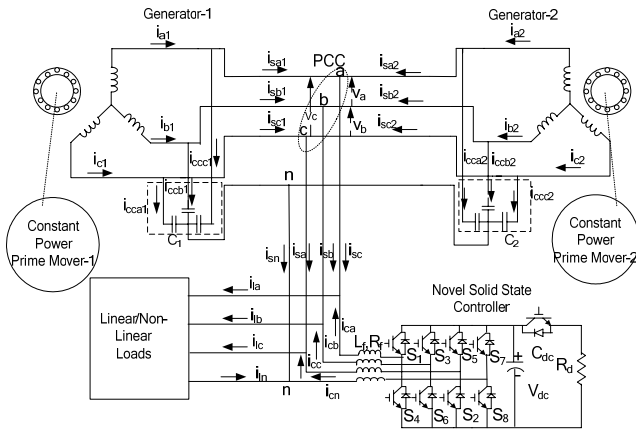 Generator-1
Generator-2
ia1
ia2
PCC
isa1
isa2
a
isb1
b
va
isb2
vc
isc1
c
vb
isc2
ib1
ib2
ic1
ic2
iccc1
iccb1
icca1
icca2
iccb2
iccc2
n
C1
C2
Constant
Power
Prime Mover-1
Constant
Power
Prime Mover-2
isn
isa
isb
isc
Novel Solid State
Controller
Linear/Non-
Linear
Loads
ila
ilb
ilc
iln
n
ica
icb
icc
icn
Lf,Rf
S1
S3
S5
S7
S4
S6
S2
S8
+
Cdc
Vdc
Rd